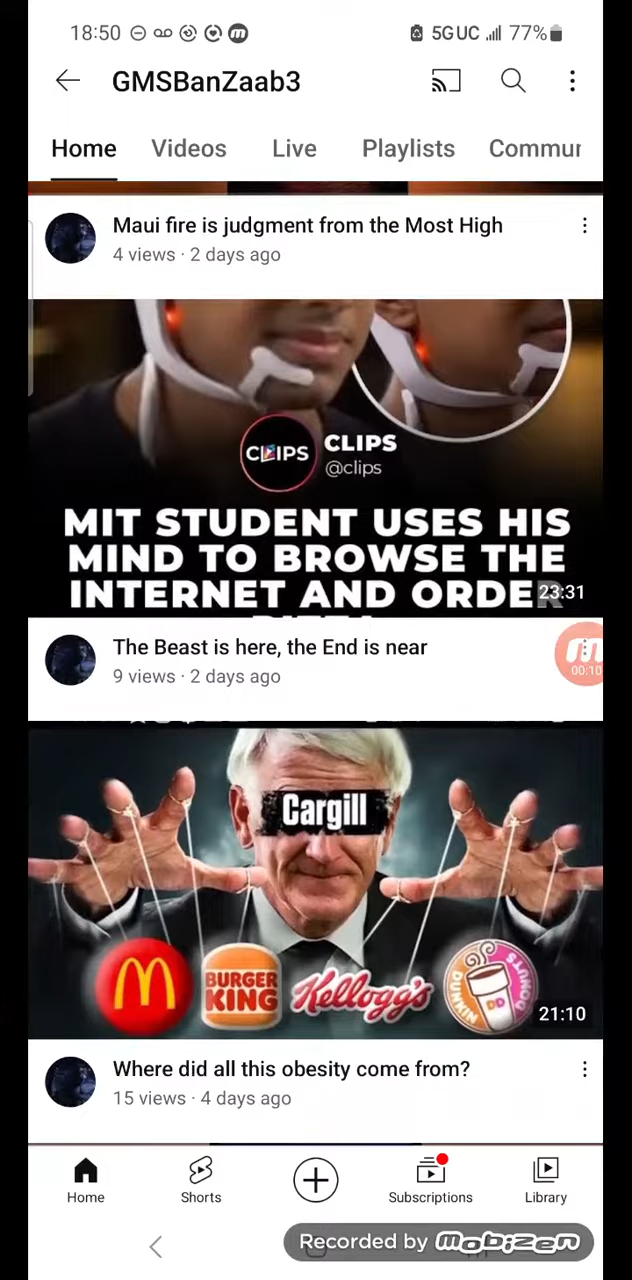 18:50
5GUC
77%
GMSBanZaab3
Home Videos Live Playlists Commun
Maui fire is judgment from the Most High
4 views · 2 days ago
CLIPS
CLIPS
@clips
MIT STUDENT USES HIS
MIND TO BROWSE THE
INTERNET AND ORDER
23:31
The Beast is here, the End is near
9 views · 2 days ago
00:10
Cargill
BURGER
KING
Kellogg's
DUNKIN'
DONUTS
DD
21:10
Where did all this obesity come from?
15 views · 4 days ago
Home Shorts Subscriptions Library
Recorded by mobizen